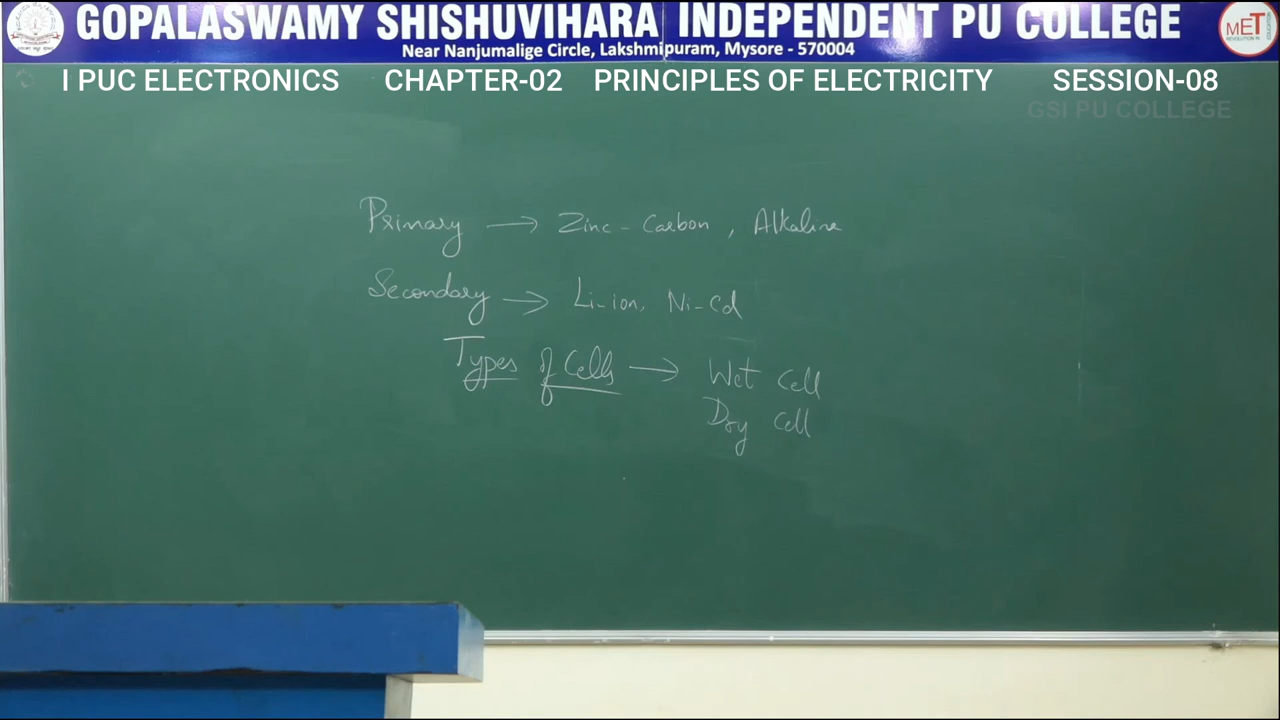 GOPALASWAMY SHISHUVIHARA INDEPENDENT PU COLLEGE
Near Nanjumalige Circle, Lakshmipuram, Mysore - 570004
MET
I PUC ELECTRONICS CHAPTER-02 PRINCIPLES OF ELECTRICITY SESSION-08
GSI PU COLLEGE
Primary → Zinc - Carbon , Alkaline
Secondary → Li-ion, Ni-Cd
Types of Cells → Wet Cell
Dry Cell